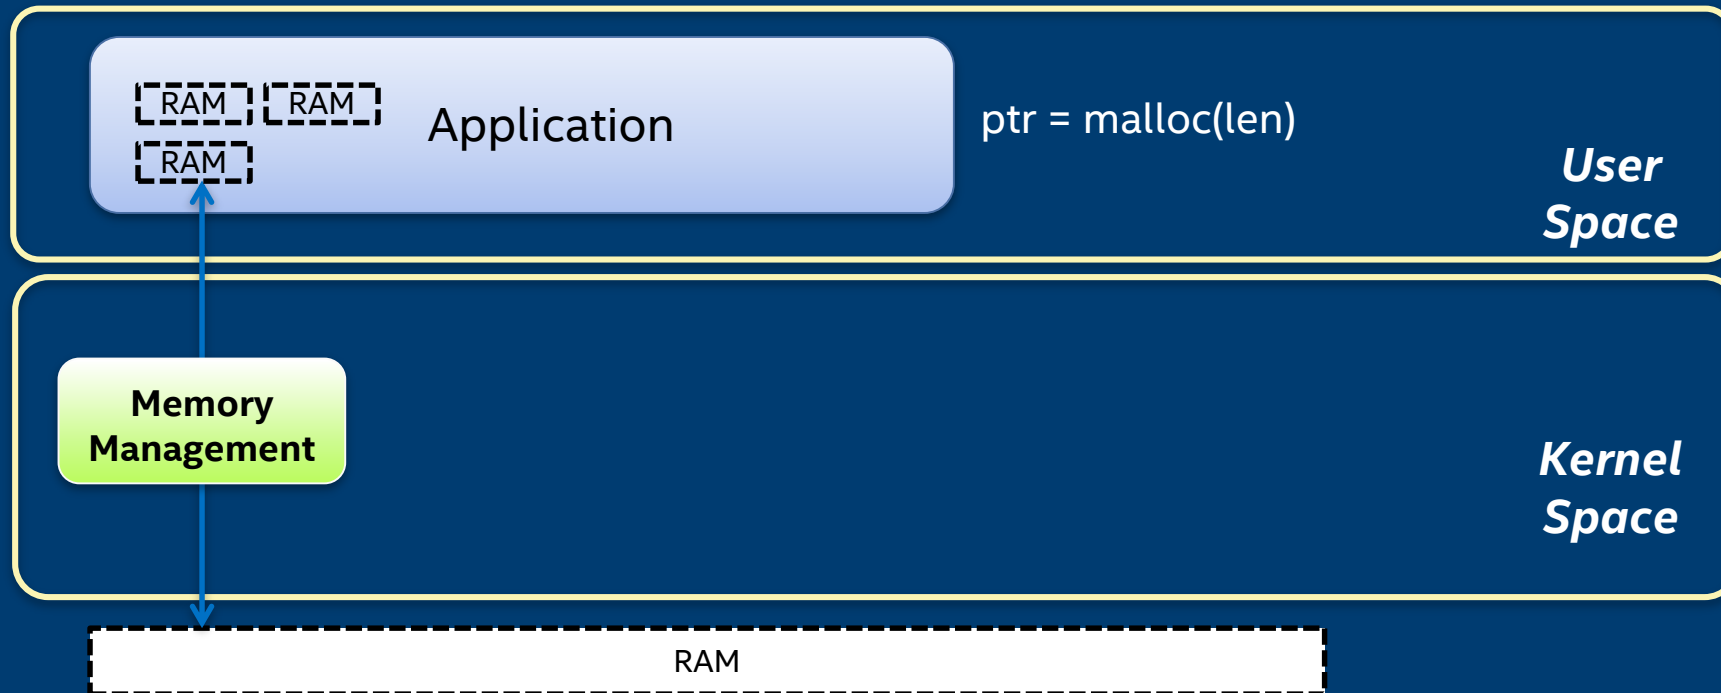 RAM
RAM
Application
RAM
ptr = malloc(len)
User
Space
Memory
Management
Kernel
Space
RAM